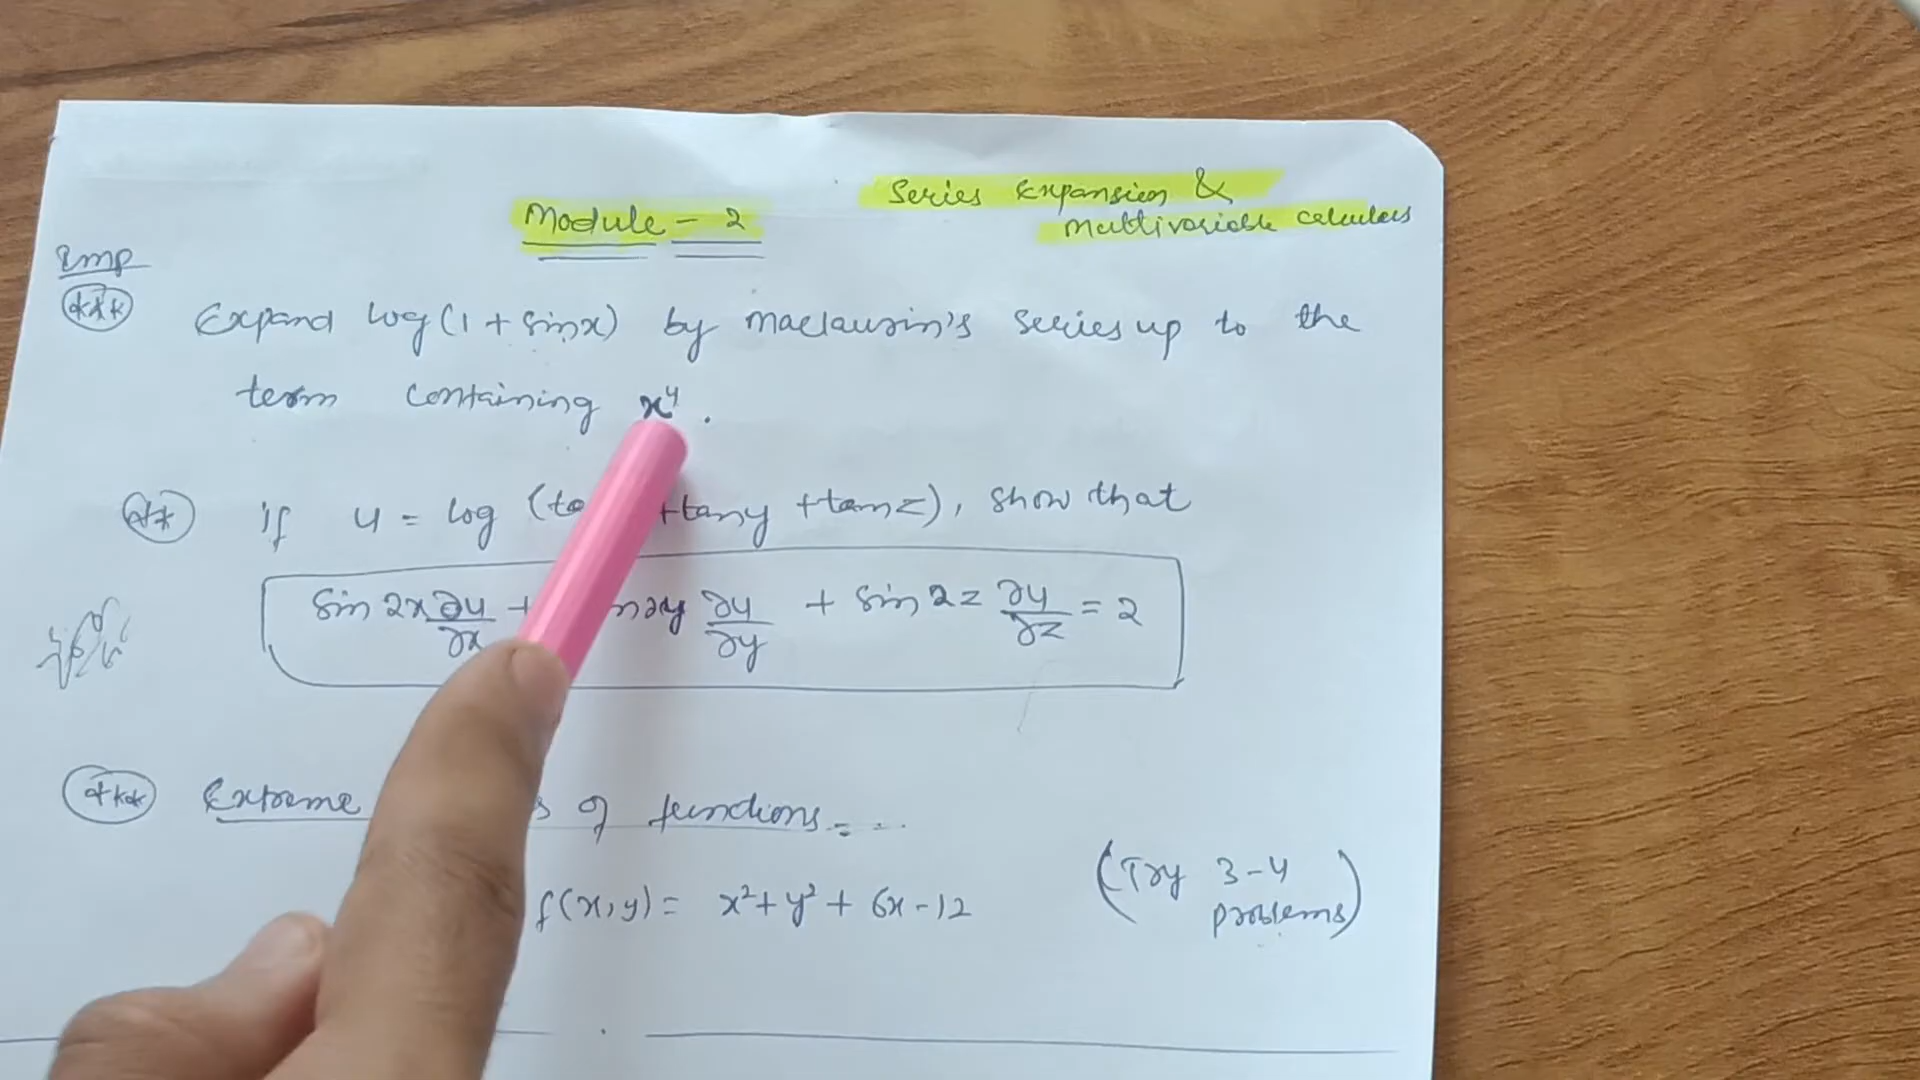 Module - 2
Series Expansion &
multivariable calculus
Imp
*** Expand log(1 + sinx) by Maclaurin's series up to the
term containing x⁴.
** If u = log ( + tany + tanz), show that
sin 2x ∂u/∂x + ∂u/∂y + sin 2z ∂u/∂z = 2
*** Extreme of functions - ...
f(x,y) = x² + y² + 6x - 12
(Try 3-4
problems)